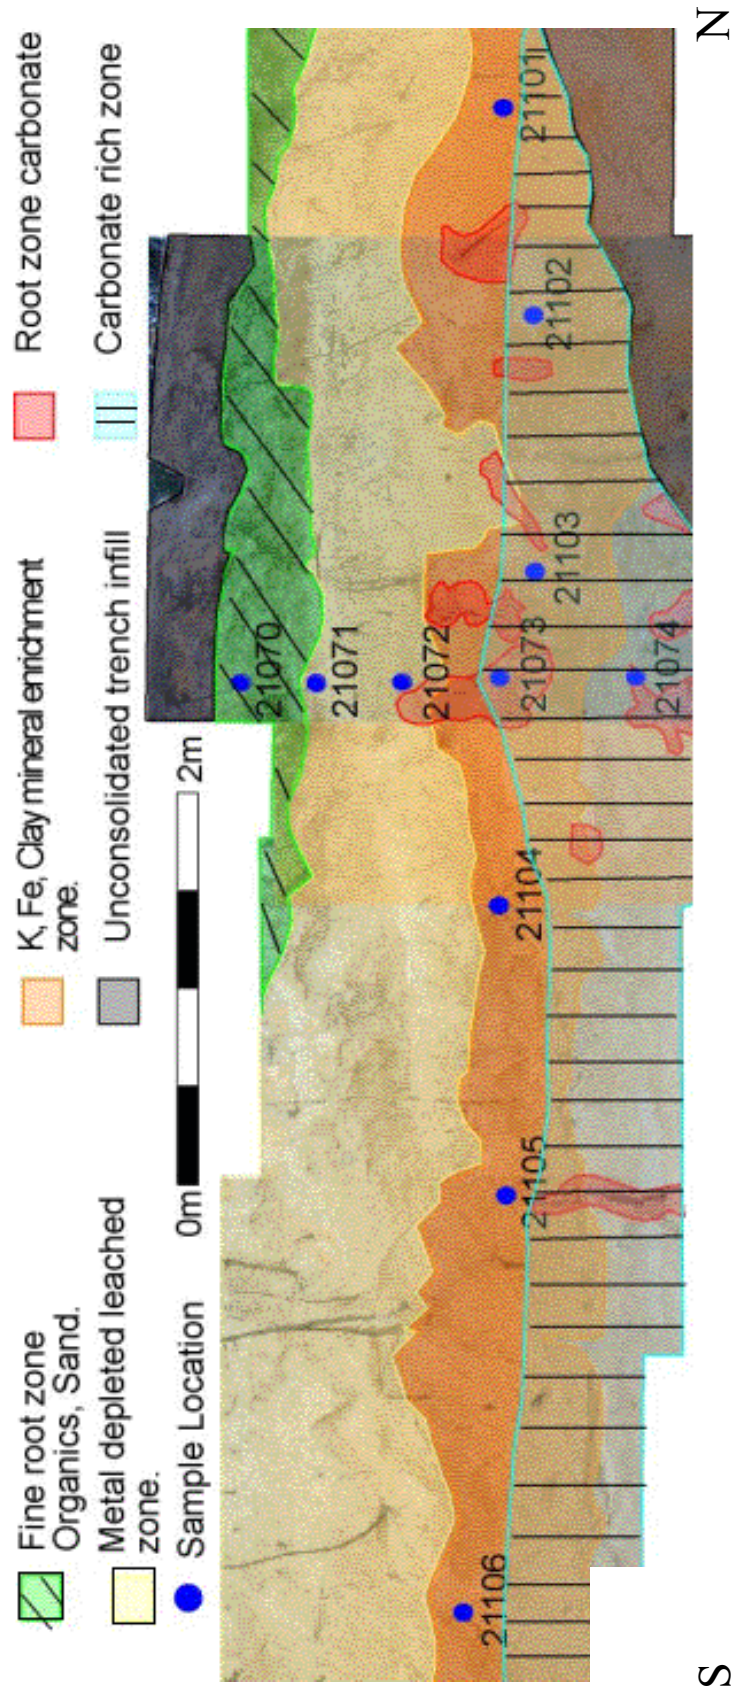 Fine root zone
Organics, Sand.
K, Fe, Clay mineral enrichment
zone.
Root zone carbonate
Metal depleted leached
zone.
Unconsolidated trench infill
Carbonate rich zone
Sample Location
0m
2m
21070
21071
21072
21073
21074
21101
21102
21103
21104
21105
21106
S
N